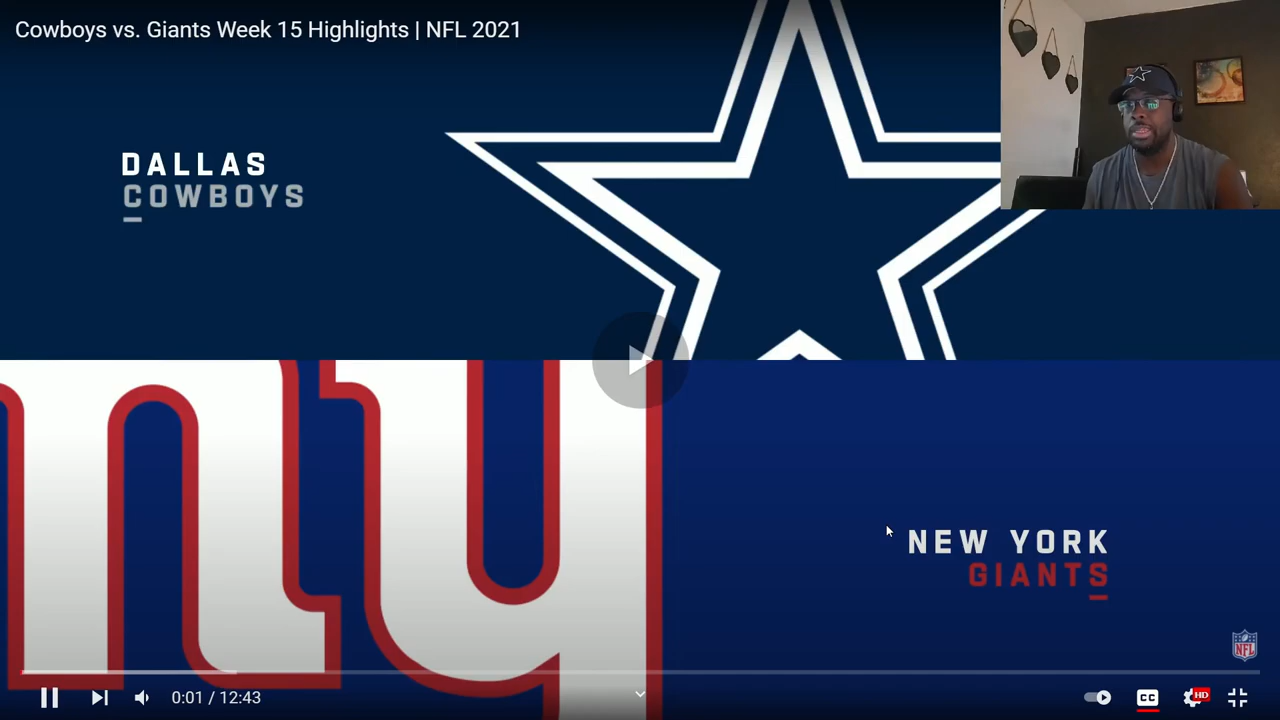 Cowboys vs. Giants Week 15 Highlights | NFL 2021
DALLAS
COWBOYS
ny
NEW YORK
GIANTS
NFL
0:01 / 12:43
CC
HD